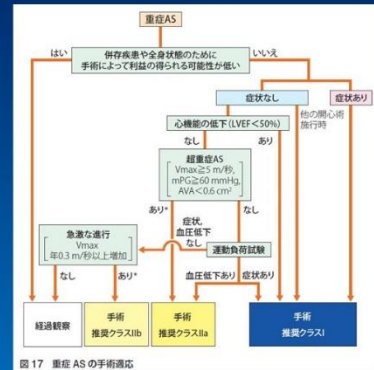 重症AS
はい
いいえ
併存疾患や全身状態のために
手術によって利益の得られる可能性が低い
症状なし
症状あり
心機能の低下(LVEF<50%)
他の開心術
施行時
なし
あり
超重症AS
Vmax≧5 m/秒,
mPG≧60 mmHg,
AVA<0.6 cm²
あり*
なし
症状,
血圧低下
なし
急激な進行
Vmax
年0.3 m/秒以上増加
運動負荷試験
なし
あり*
血圧低下あり
症状あり
経過観察
手術
推奨クラスIIb
手術
推奨クラスIIa
手術
推奨クラスI
図 17 重症 AS の手術適応